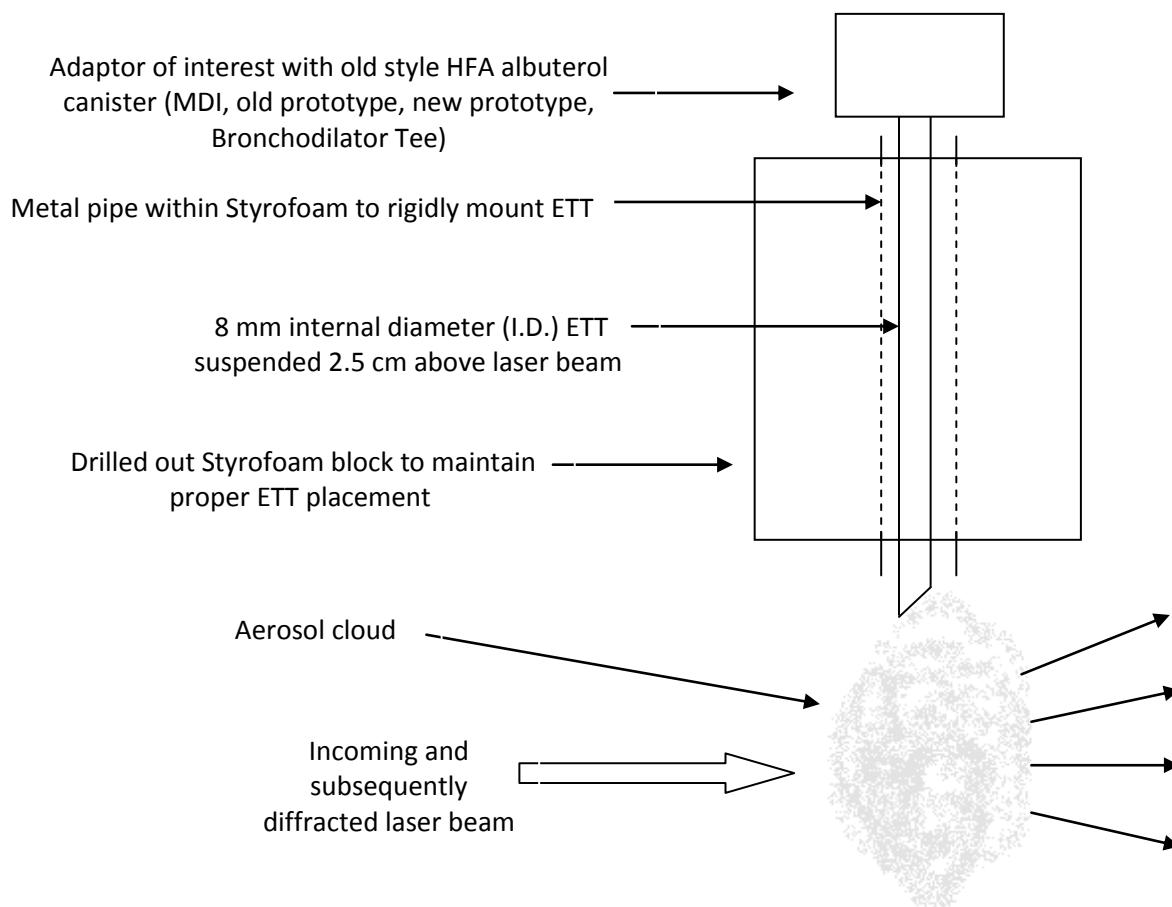 Adaptor of interest with old style HFA albuterol
canister (MDI, old prototype, new prototype,
Bronchodilator Tee)
Metal pipe within Styrofoam to rigidly mount ETT
8 mm internal diameter (I.D.) ETT
suspended 2.5 cm above laser beam
Drilled out Styrofoam block to maintain
proper ETT placement
Aerosol cloud
Incoming and
subsequently
diffracted laser beam